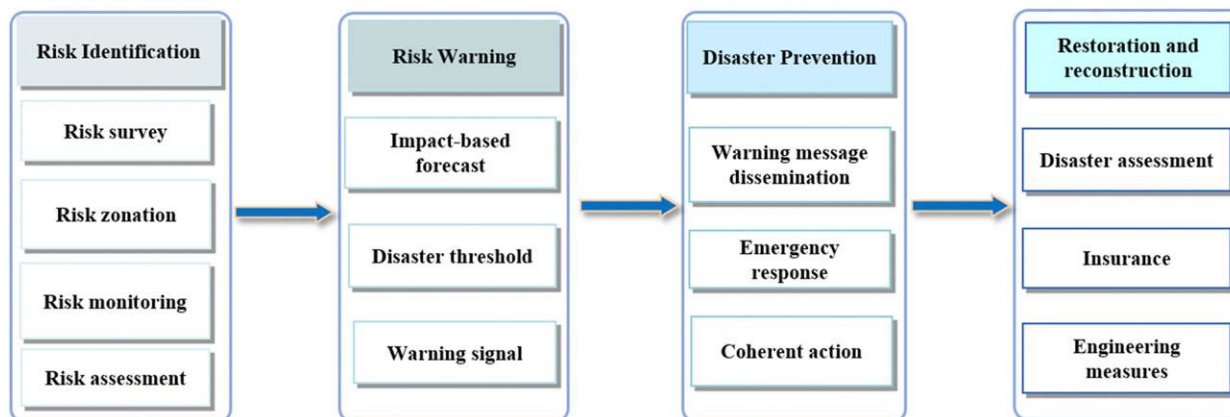 Risk Identification
Risk survey
Risk zonation
Risk monitoring
Risk assessment
Risk Warning
Impact-based
forecast
Disaster threshold
Warning signal
Disaster Prevention
Warning message
dissemination
Emergency
response
Coherent action
Restoration and
reconstruction
Disaster assessment
Insurance
Engineering
measures